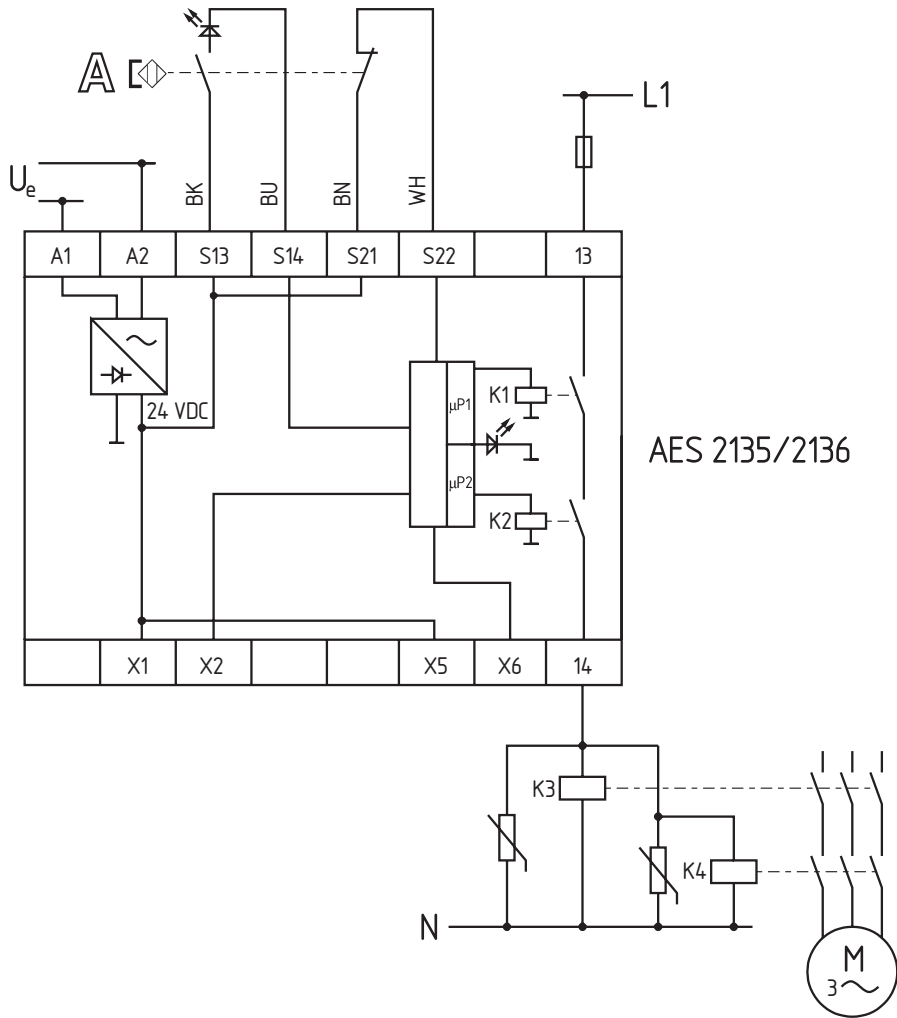 A
L1
Ue
BK
BU
BN
WH
A1 A2 S13 S14 S21 S22 13
24 VDC
µP1
K1
µP2
K2
AES 2135/2136
X1 X2 X5 X6 14
K3
K4
N
M
3